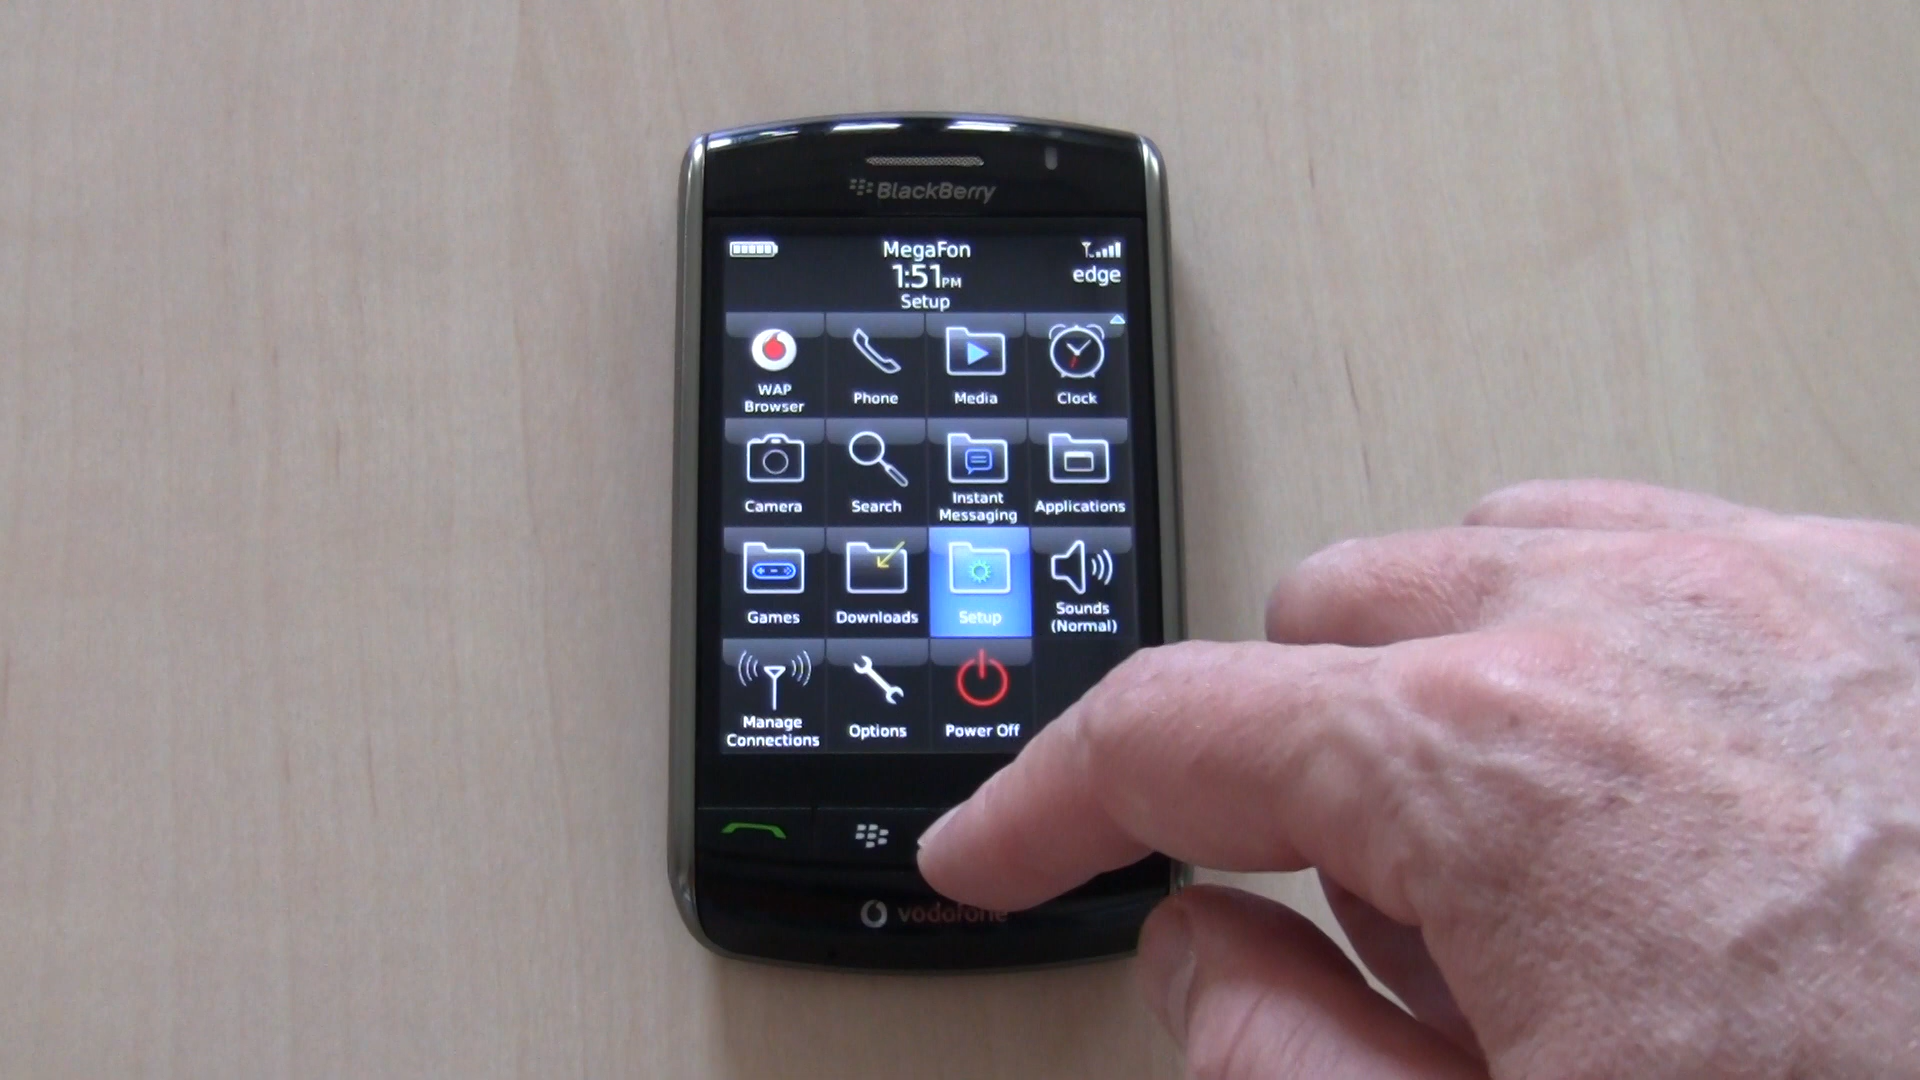 BlackBerry
MegaFon
1:51PM
edge
Setup
WAP
Browser
Phone
Media
Clock
Camera
Search
Instant
Messaging
Applications
Games
Downloads
Setup
Sounds
(Normal)
Manage
Connections
Options
Power Off
vodafone